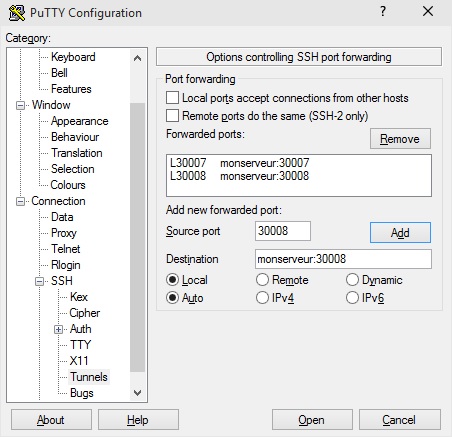 PuTTY Configuration
?
Category:
Keyboard
Bell
Features
Window
Appearance
Behaviour
Translation
Selection
Colours
Connection
Data
Proxy
Telnet
Rlogin
SSH
Kex
Cipher
Auth
TTY
X11
Tunnels
Bugs
Options controlling SSH port forwarding
Port forwarding
Local ports accept connections from other hosts
Remote ports do the same (SSH-2 only)
Forwarded ports:
Remove
L30007 monserveur:30007
L30008 monserveur:30008
Add new forwarded port:
Source port 30008 Add
Destination monserveur:30008
Local Remote Dynamic
Auto IPv4 IPv6
About Help Open Cancel